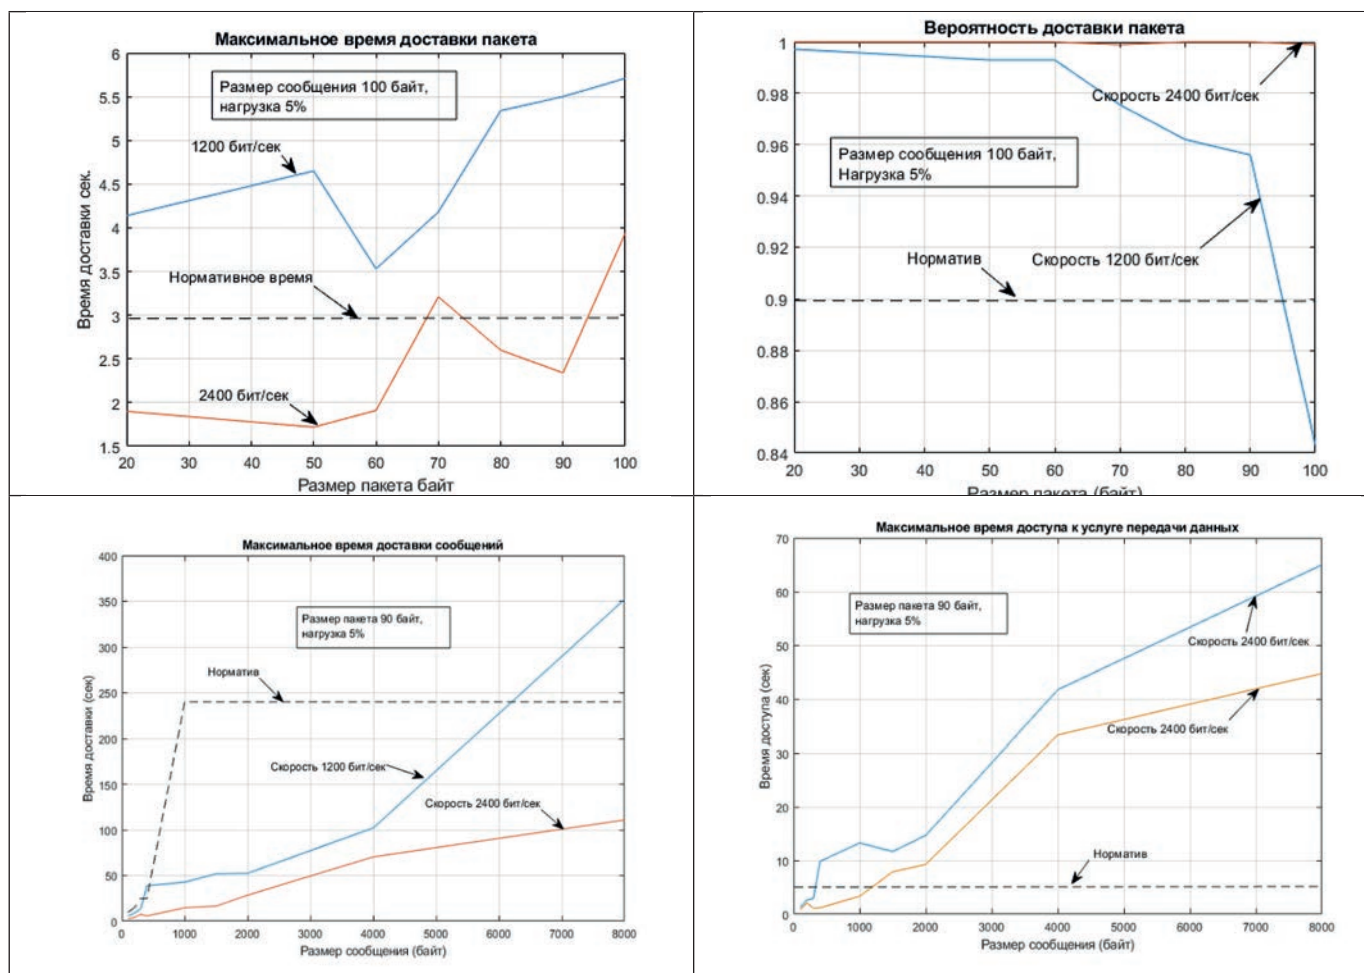 Максимальное время доставки пакета
6
5.5
5
4.5
4
3.5
3
2.5
2
1.5
Время доставки сек.
Размер сообщения 100 байт,
нагрузка 5%
1200 бит/сек
Нормативное время
2400 бит/сек
20 30 40 50 60 70 80 90 100
Размер пакета байт
Вероятность доставки пакета
1
0.98
0.96
0.94
0.92
0.9
0.88
0.86
0.84
Скорость 2400 бит/сек
Размер сообщения 100 байт,
Нагрузка 5%
Норматив
Скорость 1200 бит/сек
20 30 40 50 60 70 80 90 100
Размер пакета (байт)
Максимальное время доставки сообщений
400
350
300
250
200
150
100
50
0
Время доставки (сек)
Размер пакета 90 байт,
нагрузка 5%
Норматив
Скорость 1200 бит/сек
Скорость 2400 бит/сек
0 1000 2000 3000 4000 5000 6000 7000 8000
Размер сообщения (байт)
Максимальное время доступа к услуге передачи данных
70
60
50
40
30
20
10
0
Время доступа (сек)
Размер пакета 90 байт,
нагрузка 5%
Скорость 2400 бит/сек
Скорость 2400 бит/сек
Норматив
0 1000 2000 3000 4000 5000 6000 7000 8000
Размер сообщения (байт)